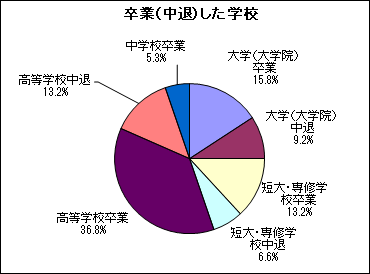 卒業(中退)した学校
中学校卒業
5.3%
大学(大学院)
卒業
15.8%
高等学校中退
13.2%
大学(大学院)
中退
9.2%
短大・専修学
校卒業
13.2%
高等学校卒業
36.8%
短大・専修学
校中退
6.6%